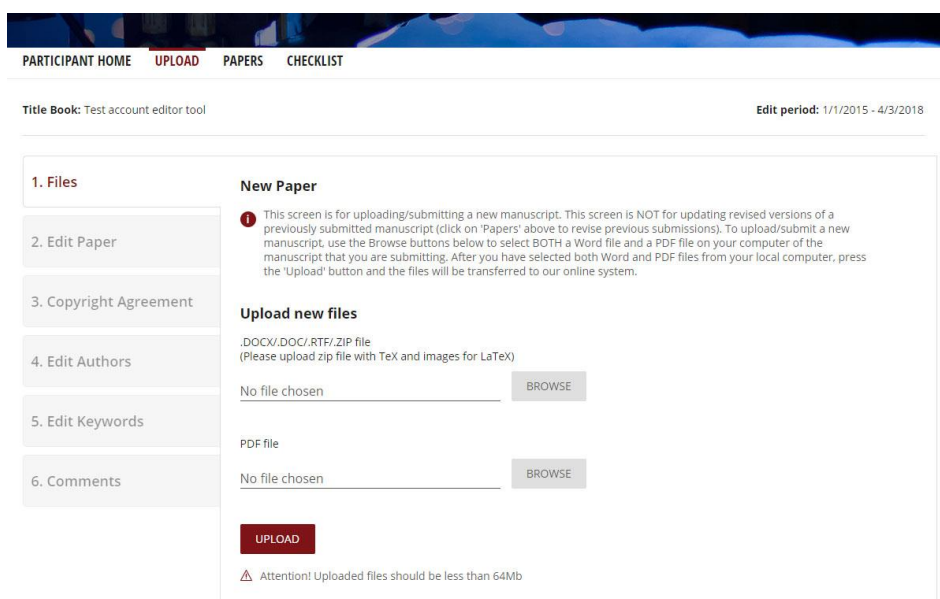 PARTICIPANT HOME UPLOAD PAPERS CHECKLIST
Title Book: Test account editor tool
Edit period: 1/1/2015 - 4/3/2018
1. Files
2. Edit Paper
3. Copyright Agreement
4. Edit Authors
5. Edit Keywords
6. Comments
New Paper
This screen is for uploading/submitting a new manuscript. This screen is NOT for updating revised versions of a
previously submitted manuscript (click on 'Papers' above to revise previous submissions). To upload/submit a new
manuscript, use the Browse buttons below to select BOTH a Word file and a PDF file on your computer of the
manuscript that you are submitting. After you have selected both Word and PDF files from your local computer, press
the 'Upload' button and the files will be transferred to our online system.
Upload new files
.DOCX/.DOC/.RTF/.ZIP file
(Please upload zip file with TeX and images for LaTeX)
No file chosen BROWSE
PDF file
No file chosen BROWSE
UPLOAD
Attention! Uploaded files should be less than 64Mb